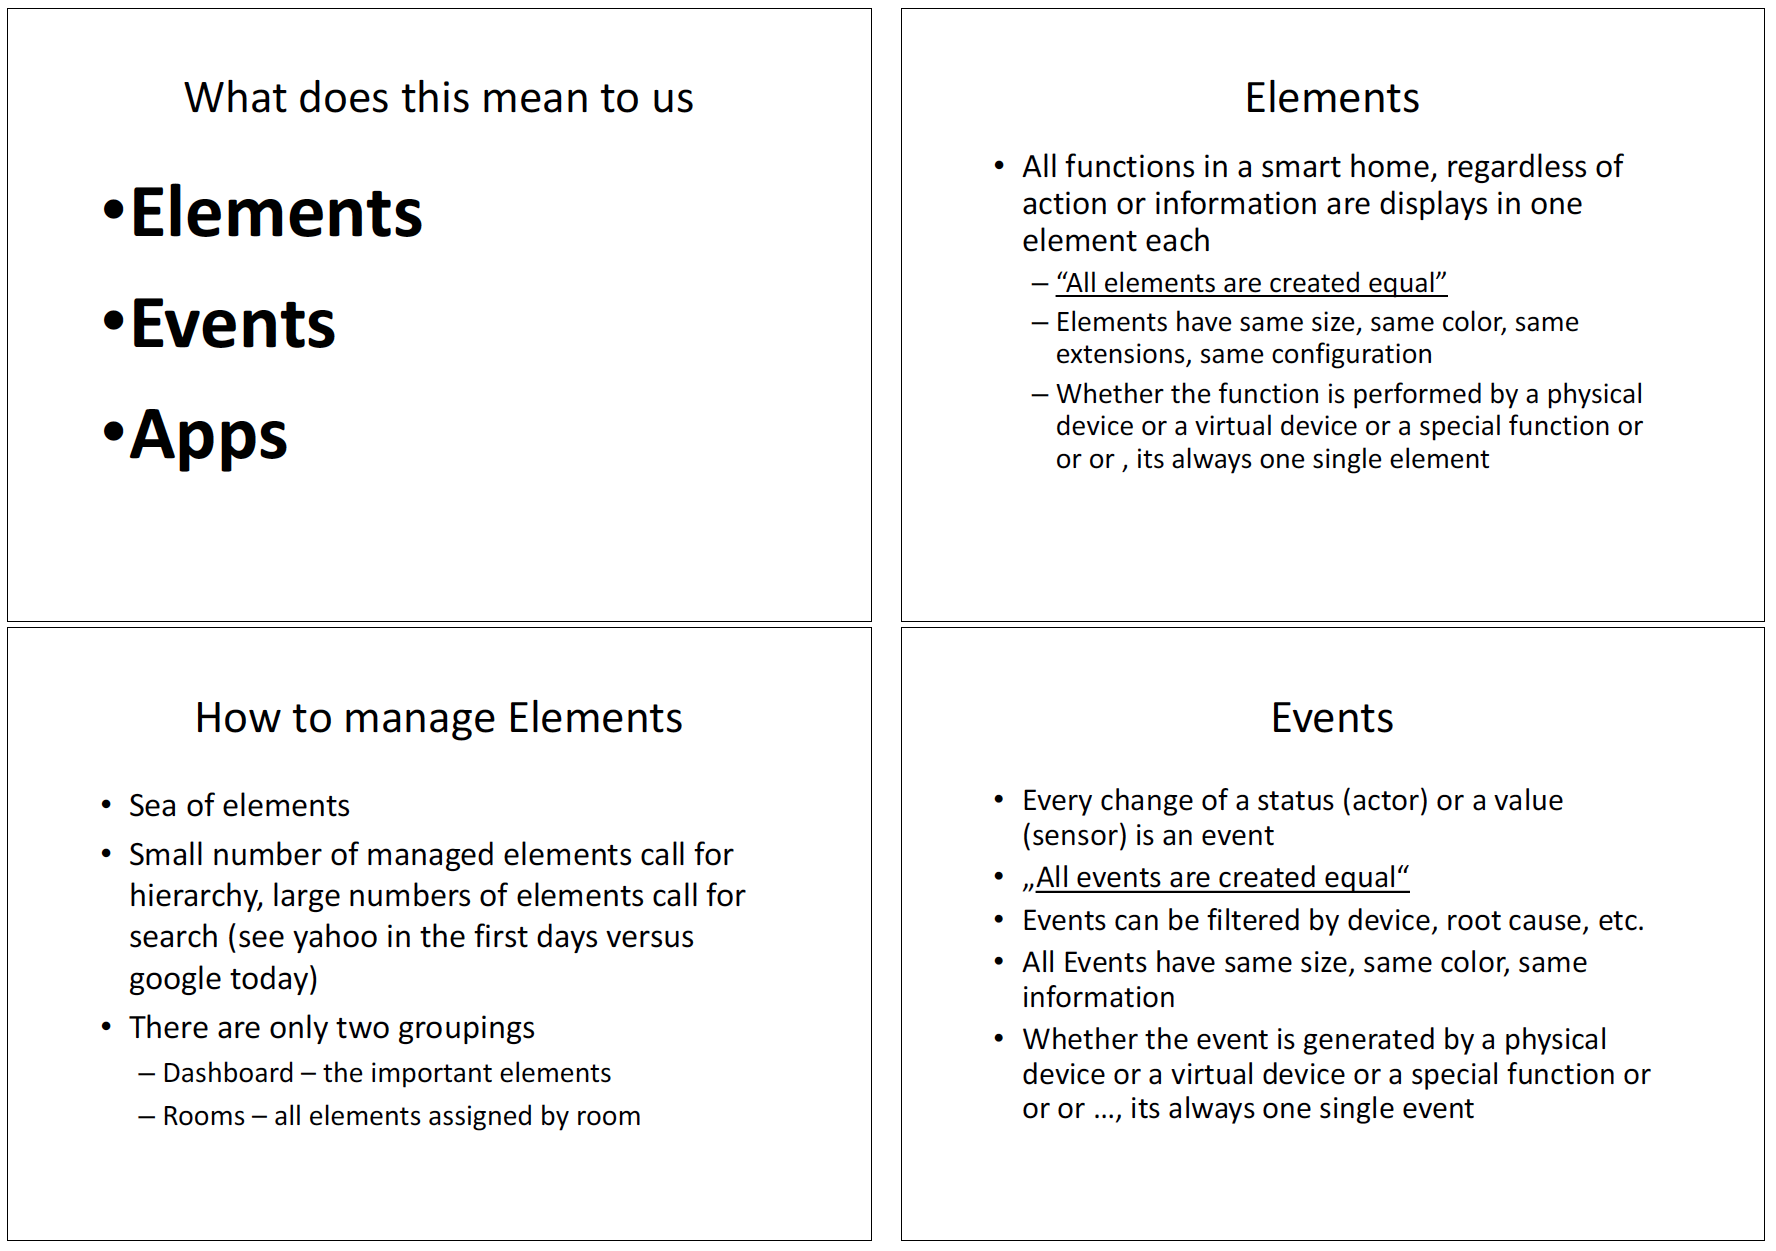 What does this mean to us
•Elements
•Events
•Apps
Elements
• All functions in a smart home, regardless of
action or information are displays in one
element each
– “All elements are created equal”
– Elements have same size, same color, same
extensions, same configuration
– Whether the function is performed by a physical
device or a virtual device or a special function or
or or , its always one single element
How to manage Elements
• Sea of elements
• Small number of managed elements call for
hierarchy, large numbers of elements call for
search (see yahoo in the first days versus
google today)
• There are only two groupings
– Dashboard – the important elements
– Rooms – all elements assigned by room
Events
• Every change of a status (actor) or a value
(sensor) is an event
• „All events are created equal“
• Events can be filtered by device, root cause, etc.
• All Events have same size, same color, same
information
• Whether the event is generated by a physical
device or a virtual device or a special function or
or or ..., its always one single event